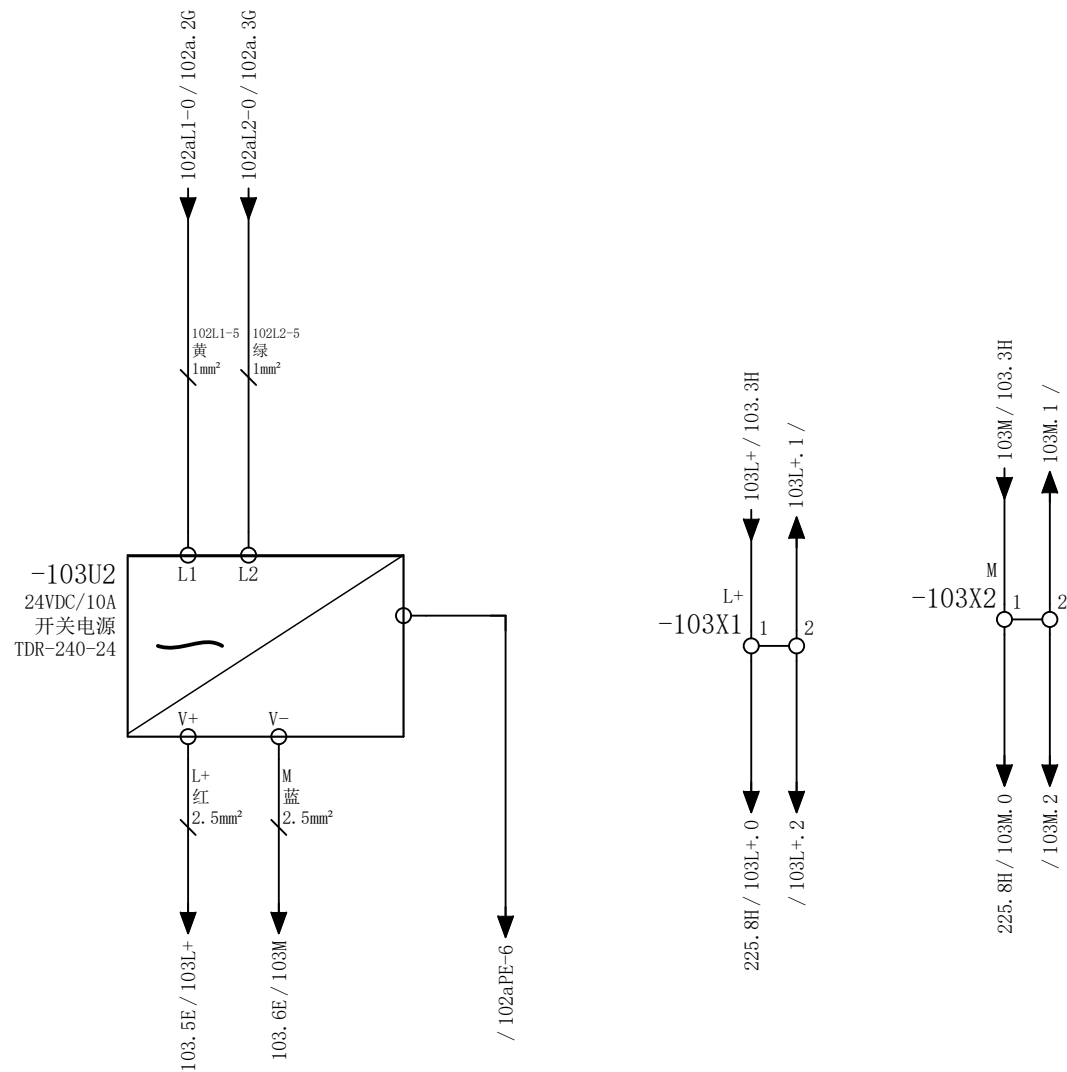 102aL1-0 / 102a.2G
102aL2-0 / 102a.3G
102L1-5
黄
1mm²
102L2-5
绿
1mm²
-103U2
24VDC/10A
开关电源
TDR-240-24
L1
L2
V+
V-
L+
红
2.5mm²
M
蓝
2.5mm²
103.5E / 103L+
103.6E / 103M
/ 102aPE-6
103L+ / 103.3H
103L+.1 /
L+
-103X1
1
2
225.8H / 103L+.0
/ 103L+.2
103M / 103.3H
103M.1 /
M
-103X2
1
2
225.8H / 103M.0
/ 103M.2